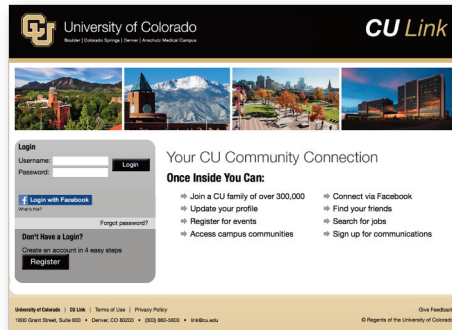 University of Colorado
Boulder | Colorado Springs | Denver | Anschutz Medical Campus
CU Link
Login
Username:
Password:
Login
Login with Facebook
What's this?
Forgot password?
Don't Have a Login?
Create an account in 4 easy steps
Register
Your CU Community Connection
Once Inside You Can:
Join a CU family of over 300,000
Update your profile
Register for events
Access campus communities
Connect via Facebook
Find your friends
Search for jobs
Sign up for communications
University of Colorado | CU Link | Terms of Use | Privacy Policy
Give Feedback
1800 Grant Street, Suite 800 • Denver, CO 80203 • (303) 860-5600 • link@cu.edu
© Regents of the University of Colorado